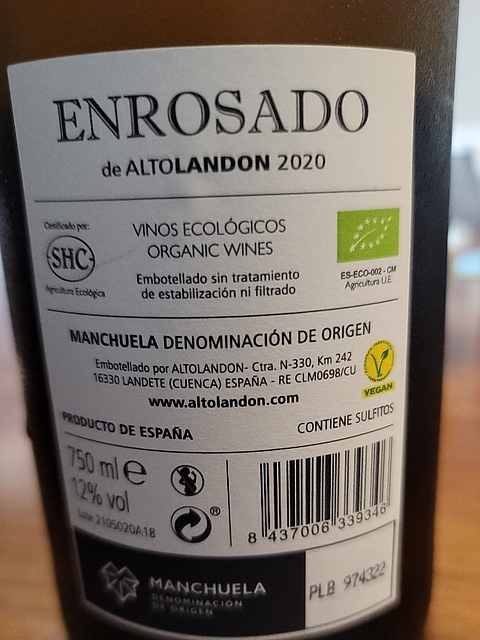 ENROSADO
de ALTOLANDON 2020
Certificado por:
SHC
Agricultura Ecológica
VINOS ECOLÓGICOS
ORGANIC WINES
Embotellado sin tratamiento
de estabilización ni filtrado
ES-ECO-002 - CM
Agricultura U.E.
MANCHUELA DENOMINACIÓN DE ORIGEN
Embotellado por ALTOLANDON- Ctra. N-330, Km 242
16330 LANDETE (CUENCA) ESPAÑA - RE CLM0698/CU
www.altolandon.com
VEGAN
PRODUCTO DE ESPAÑA
CONTIENE SULFITOS
750 ml e
12% vol
Lote 2105020A18
®
8 437006 339346
MANCHUELA
DENOMINACIÓN
DE ORIGEN
PLB 974322